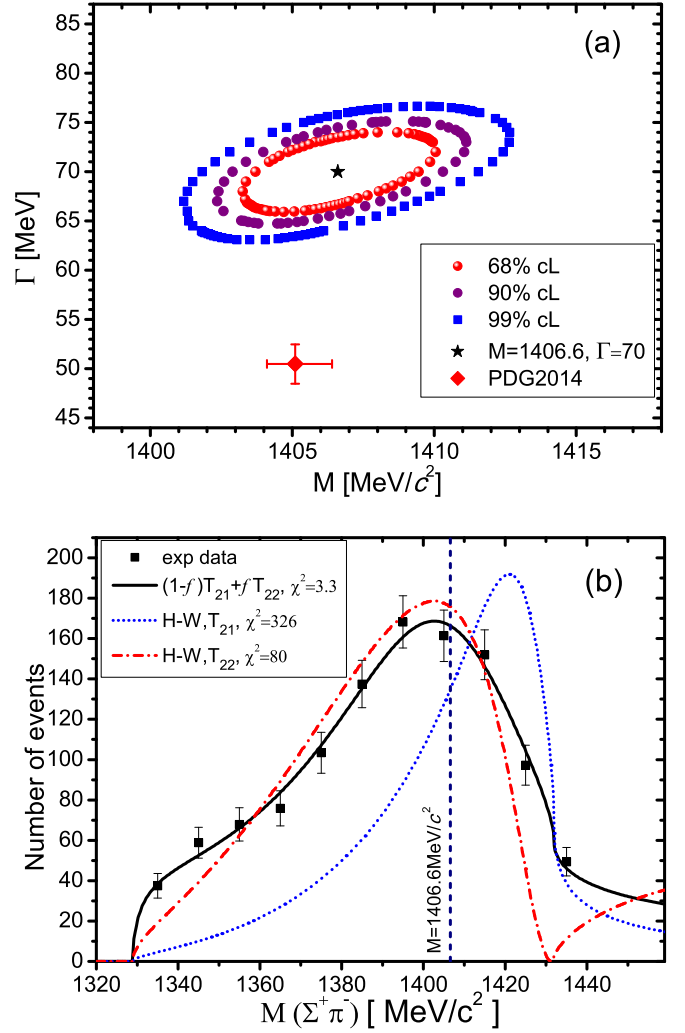 (a)
85
80
75
70
65
60
55
50
45
Γ [MeV]
68% cL
90% cL
99% cL
M=1406.6, Γ=70
PDG2014
1400 1405 1410 1415
M [MeV/c²]
(b)
200
180
160
140
120
100
80
60
40
20
0
Number of events
exp data
(1-f)T₂₁+f T₂₂, χ²=3.3
H-W,T₂₁, χ²=326
H-W,T₂₂, χ²=80
M=1406.6MeV/c²
1320 1340 1360 1380 1400 1420 1440
M (Σ⁺π⁻) [ MeV/c² ]